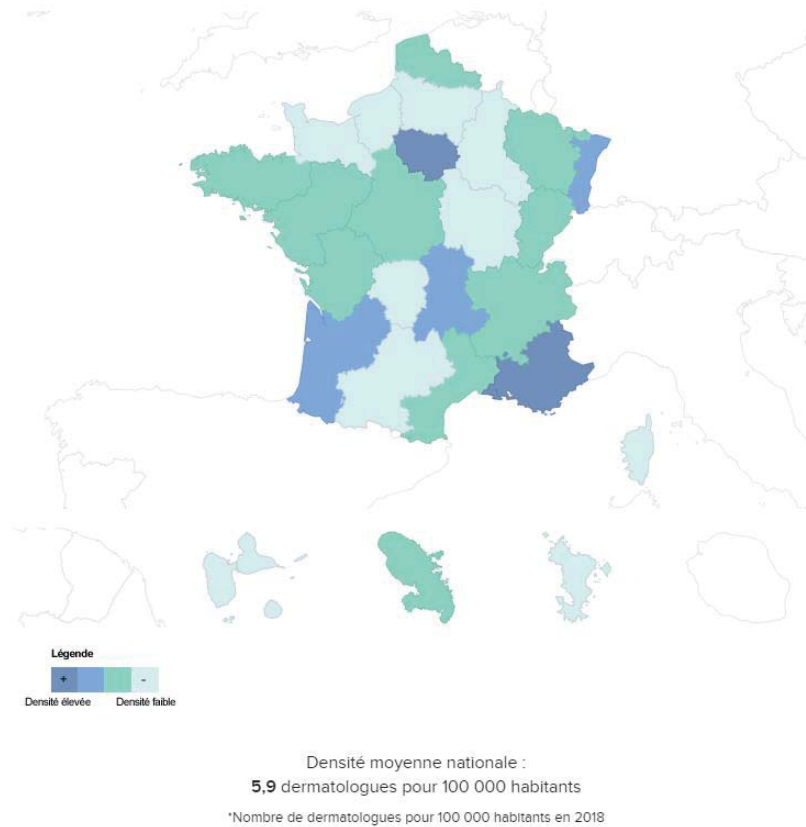 Légende
+ -
Densité élevée Densité faible
Densité moyenne nationale :
5,9 dermatologues pour 100 000 habitants
*Nombre de dermatologues pour 100 000 habitants en 2018